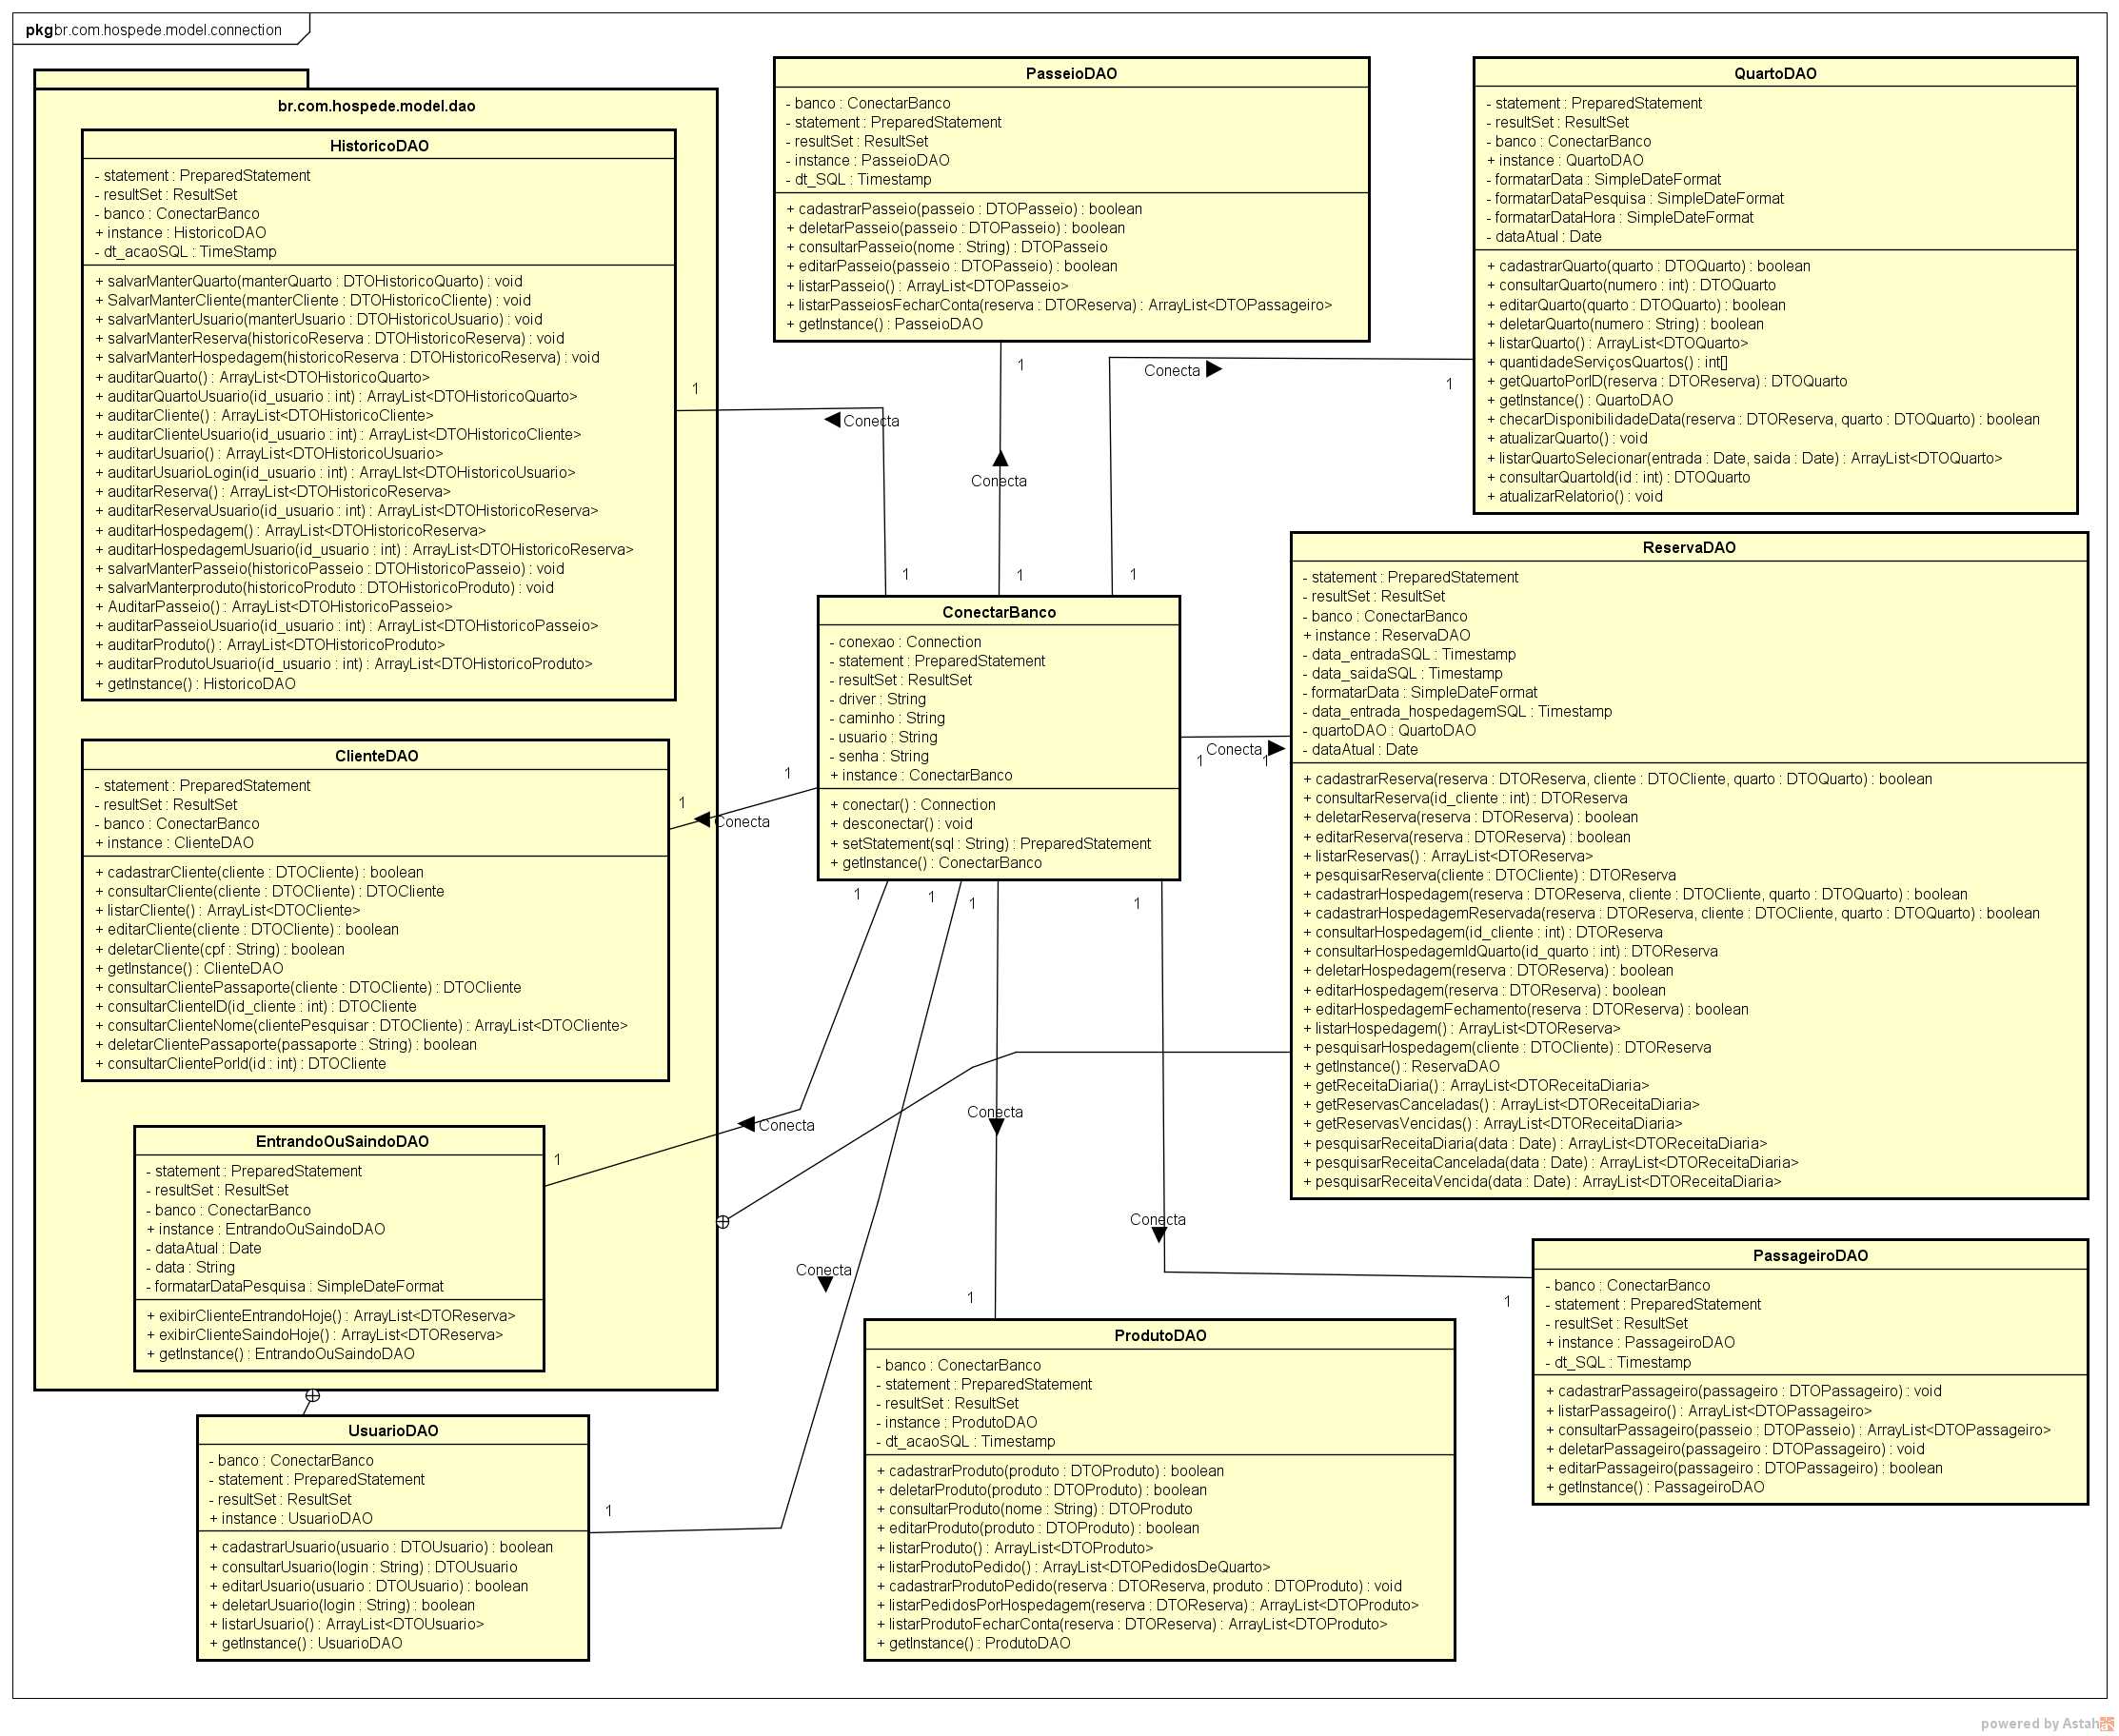 pkgbr.com.hospede.model.connection
br.com.hospede.model.dao
HistoricoDAO
- statement : PreparedStatement
- resultSet : ResultSet
- banco : ConectarBanco
+ instance : HistoricoDAO
- dt_acaoSQL : TimeStamp
+ salvarManterQuarto(manterQuarto : DTOHistoricoQuarto) : void
+ SalvarManterCliente(manterCliente : DTOHistoricoCliente) : void
+ salvarManterUsuario(manterUsuario : DTOHistoricoUsuario) : void
+ salvarManterReserva(historicoReserva : DTOHistoricoReserva) : void
+ salvarManterHospedagem(historicoReserva : DTOHistoricoReserva) : void
+ auditarQuarto() : ArrayList<DTOHistoricoQuarto>
+ auditarQuartoUsuario(id_usuario : int) : ArrayList<DTOHistoricoQuarto>
+ auditarCliente() : ArrayList<DTOHistoricoCliente>
+ auditarClienteUsuario(id_usuario : int) : ArrayList<DTOHistoricoCliente>
+ auditarUsuario() : ArrayList<DTOHistoricoUsuario>
+ auditarUsuarioLogin(id_usuario : int) : ArrayLIst<DTOHistoricoUsuario>
+ auditarReserva() : ArrayList<DTOHistoricoReserva>
+ auditarReservaUsuario(id_usuario : int) : ArrayList<DTOHistoricoReserva>
+ auditarHospedagem() : ArrayList<DTOHistoricoReserva>
+ auditarHospedagemUsuario(id_usuario : int) : ArrayList<DTOHistoricoReserva>
+ salvarManterPasseio(historicoPasseio : DTOHistoricoPasseio) : void
+ salvarManterproduto(historicoProduto : DTOHistoricoProduto) : void
+ AuditarPasseio() : ArrayList<DTOHistoricoPasseio>
+ auditarPasseioUsuario(id_usuario : int) : ArrayList<DTOHistoricoPasseio>
+ auditarProduto() : ArrayList<DTOHistoricoProduto>
+ auditarProdutoUsuario(id_usuario : int) : ArrayList<DTOHistoricoProduto>
+ getInstance() : HistoricoDAO
ClienteDAO
- statement : PreparedStatement
- resultSet : ResultSet
- banco : ConectarBanco
+ instance : ClienteDAO
+ cadastrarCliente(cliente : DTOCliente) : boolean
+ consultarCliente(cliente : DTOCliente) : DTOCliente
+ listarCliente() : ArrayList<DTOCliente>
+ editarCliente(cliente : DTOCliente) : boolean
+ deletarCliente(cpf : String) : boolean
+ getInstance() : ClienteDAO
+ consultarClientePassaporte(cliente : DTOCliente) : DTOCliente
+ consultarClienteID(id_cliente : int) : DTOCliente
+ consultarClienteNome(clientePesquisar : DTOCliente) : ArrayList<DTOCliente>
+ deletarClientePassaporte(passaporte : String) : boolean
+ consultarClientePorId(id : int) : DTOCliente
EntrandoOuSaindoDAO
- statement : PreparedStatement
- resultSet : ResultSet
- banco : ConectarBanco
+ instance : EntrandoOuSaindoDAO
- dataAtual : Date
- data : String
- formatarDataPesquisa : SimpleDateFormat
+ exibirClienteEntrandoHoje() : ArrayList<DTOReserva>
+ exibirClienteSaindoHoje() : ArrayList<DTOReserva>
+ getInstance() : EntrandoOuSaindoDAO
UsuarioDAO
- banco : ConectarBanco
- statement : PreparedStatement
- resultSet : ResultSet
+ instance : UsuarioDAO
+ cadastrarUsuario(usuario : DTOUsuario) : boolean
+ consultarUsuario(login : String) : DTOUsuario
+ editarUsuario(usuario : DTOUsuario) : boolean
+ deletarUsuario(login : String) : boolean
+ listarUsuario() : ArrayList<DTOUsuario>
+ getInstance() : UsuarioDAO
PasseioDAO
- banco : ConectarBanco
- statement : PreparedStatement
- resultSet : ResultSet
- instance : PasseioDAO
- dt_SQL : Timestamp
+ cadastrarPasseio(passeio : DTOPasseio) : boolean
+ deletarPasseio(passeio : DTOPasseio) : boolean
+ consultarPasseio(nome : String) : DTOPasseio
+ editarPasseio(passeio : DTOPasseio) : boolean
+ listarPasseio() : ArrayList<DTOPasseio>
+ listarPasseiosFecharConta(reserva : DTOReserva) : ArrayList<DTOPassageiro>
+ getInstance() : PasseioDAO
1
Conecta
1
1
Conecta
1
1
Conecta
1
ConectarBanco
- conexao : Connection
- statement : PreparedStatement
- resultSet : ResultSet
- driver : String
- caminho : String
- usuario : String
- senha : String
+ instance : ConectarBanco
+ conectar() : Connection
+ desconectar() : void
+ setStatement(sql : String) : PreparedStatement
+ getInstance() : ConectarBanco
1
1
Conecta
Conecta
1
1
1
1
1
1
Conecta
1
Conecta
1
Conecta
1
Conecta
1
1
ProdutoDAO
- banco : ConectarBanco
- statement : PreparedStatement
- resultSet : ResultSet
- instance : ProdutoDAO
- dt_acaoSQL : Timestamp
+ cadastrarProduto(produto : DTOProduto) : boolean
+ deletarProduto(produto : DTOProduto) : boolean
+ consultarProduto(nome : String) : DTOProduto
+ editarProduto(produto : DTOProduto) : boolean
+ listarProduto() : ArrayList<DTOProduto>
+ listarProdutoPedido() : ArrayList<DTOPedidosDeQuarto>
+ cadastrarProdutoPedido(reserva : DTOReserva, produto : DTOProduto) : void
+ listarPedidosPorHospedagem(reserva : DTOReserva) : ArrayList<DTOProduto>
+ listarProdutoFecharConta(reserva : DTOReserva) : ArrayList<DTOProduto>
+ getInstance() : ProdutoDAO
QuartoDAO
- statement : PreparedStatement
- resultSet : ResultSet
- banco : ConectarBanco
+ instance : QuartoDAO
- formatarData : SimpleDateFormat
- formatarDataPesquisa : SimpleDateFormat
- formatarDataHora : SimpleDateFormat
- dataAtual : Date
+ cadastrarQuarto(quarto : DTOQuarto) : boolean
+ consultarQuarto(numero : int) : DTOQuarto
+ editarQuarto(quarto : DTOQuarto) : boolean
+ deletarQuarto(numero : String) : boolean
+ listarQuarto() : ArrayList<DTOQuarto>
+ quantidadeServiçosQuartos() : int[]
+ getQuartoPorID(reserva : DTOReserva) : DTOQuarto
+ getInstance() : QuartoDAO
+ checarDisponibilidadeData(reserva : DTOReserva, quarto : DTOQuarto) : boolean
+ atualizarQuarto() : void
+ listarQuartoSelecionar(entrada : Date, saida : Date) : ArrayList<DTOQuarto>
+ consultarQuartoId(id : int) : DTOQuarto
+ atualizarRelatorio() : void
ReservaDAO
- statement : PreparedStatement
- resultSet : ResultSet
- banco : ConectarBanco
+ instance : ReservaDAO
- data_entradaSQL : Timestamp
- data_saidaSQL : Timestamp
- formatarData : SimpleDateFormat
- data_entrada_hospedagemSQL : Timestamp
- quartoDAO : QuartoDAO
- dataAtual : Date
+ cadastrarReserva(reserva : DTOReserva, cliente : DTOCliente, quarto : DTOQuarto) : boolean
+ consultarReserva(id_cliente : int) : DTOReserva
+ deletarReserva(reserva : DTOReserva) : boolean
+ editarReserva(reserva : DTOReserva) : boolean
+ listarReservas() : ArrayList<DTOReserva>
+ pesquisarReserva(cliente : DTOCliente) : DTOReserva
+ cadastrarHospedagem(reserva : DTOReserva, cliente : DTOCliente, quarto : DTOQuarto) : boolean
+ cadastrarHospedagemReservada(reserva : DTOReserva, cliente : DTOCliente, quarto : DTOQuarto) : boolean
+ consultarHospedagem(id_cliente : int) : DTOReserva
+ consultarHospedagemIdQuarto(id_quarto : int) : DTOReserva
+ deletarHospedagem(reserva : DTOReserva) : boolean
+ editarHospedagem(reserva : DTOReserva) : boolean
+ editarHospedagemFechamento(reserva : DTOReserva) : boolean
+ listarHospedagem() : ArrayList<DTOReserva>
+ pesquisarHospedagem(cliente : DTOCliente) : DTOReserva
+ getInstance() : ReservaDAO
+ getReceitaDiaria() : ArrayList<DTOReceitaDiaria>
+ getReservasCanceladas() : ArrayList<DTOReceitaDiaria>
+ getReservasVencidas() : ArrayList<DTOReceitaDiaria>
+ pesquisarReceitaDiaria(data : Date) : ArrayList<DTOReceitaDiaria>
+ pesquisarReceitaCancelada(data : Date) : ArrayList<DTOReceitaDiaria>
+ pesquisarReceitaVencida(data : Date) : ArrayList<DTOReceitaDiaria>
PassageiroDAO
- banco : ConectarBanco
- statement : PreparedStatement
- resultSet : ResultSet
+ instance : PassageiroDAO
- dt_SQL : Timestamp
+ cadastrarPassageiro(passageiro : DTOPassageiro) : void
+ listarPassageiro() : ArrayList<DTOPassageiro>
+ consultarPassageiro(passeio : DTOPasseio) : ArrayList<DTOPassageiro>
+ deletarPassageiro(passageiro : DTOPassageiro) : void
+ editarPassageiro(passageiro : DTOPassageiro) : boolean
+ getInstance() : PassageiroDAO
1
Conecta
1
powered by Astah